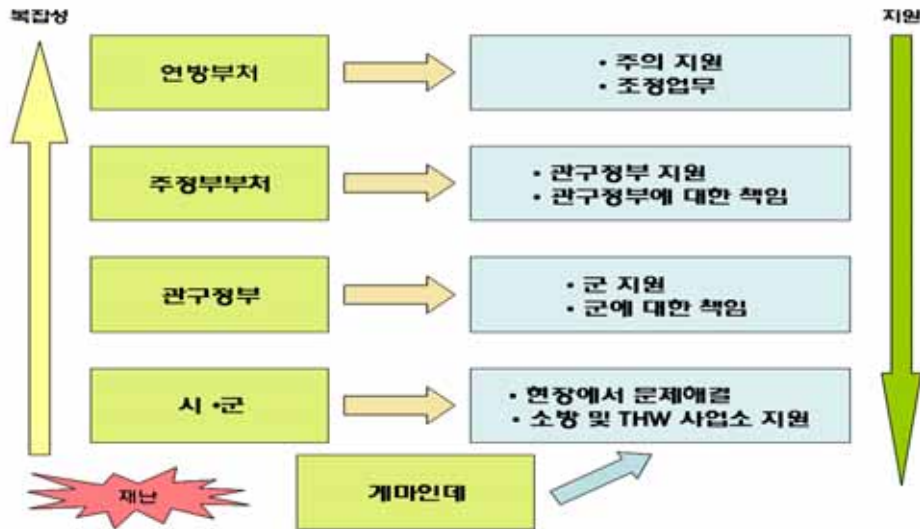 복잡성
지원
연방부처
• 주의 지원
• 조정업무
주정부부처
• 관구정부 지원
• 관구정부에 대한 책임
관구정부
• 군 지원
• 군에 대한 책임
시 •군
• 현장에서 문제해결
• 소방 및 THW 사업소 지원
재난
게마인데